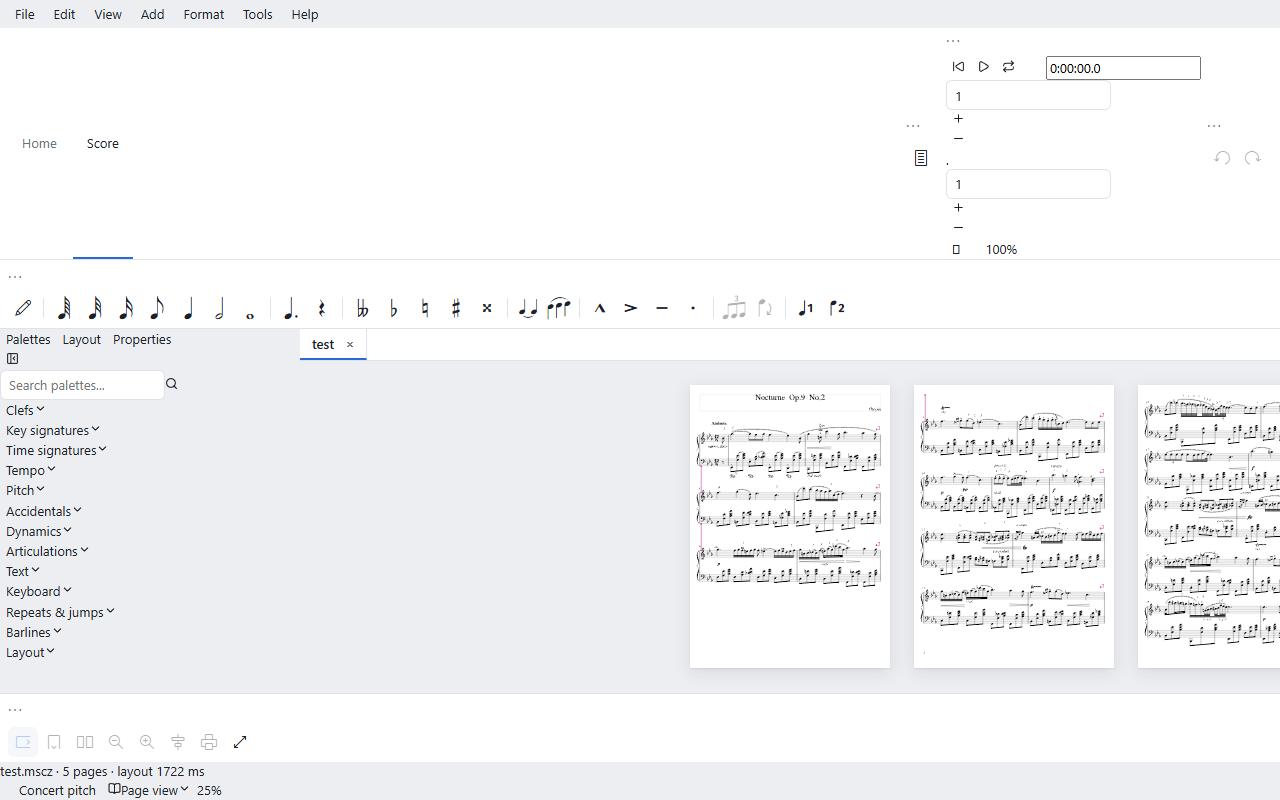 File Edit View Add Format Tools Help
0:00:00.0
1
Home Score
.
1
100%
Palettes Layout Properties
test
Search palettes...
Clefs
Key signatures
Time signatures
Tempo
Pitch
Accidentals
Dynamics
Articulations
Text
Keyboard
Repeats & jumps
Barlines
Layout
Nocturne Op.9 No.2
test.mscz · 5 pages · layout 1722 ms
Concert pitch Page view 25%